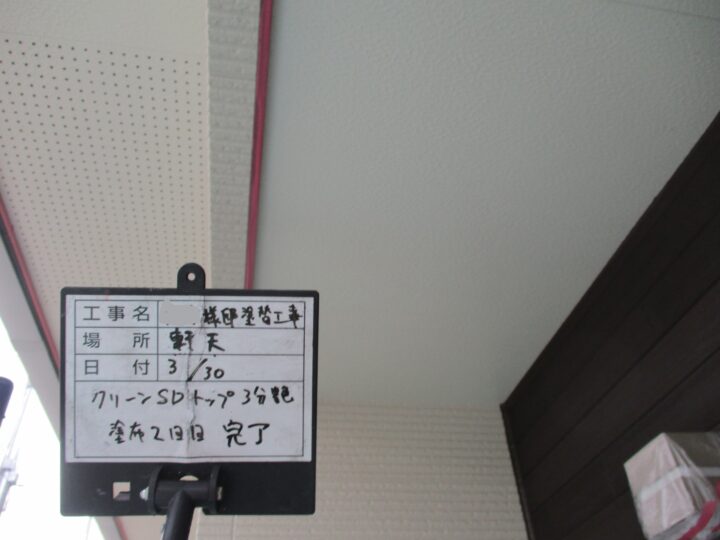 工事名 様邸塗替工事
場所 軒天
日付 3/30
クリーンSDトップ3分艶
塗布2回目 完了